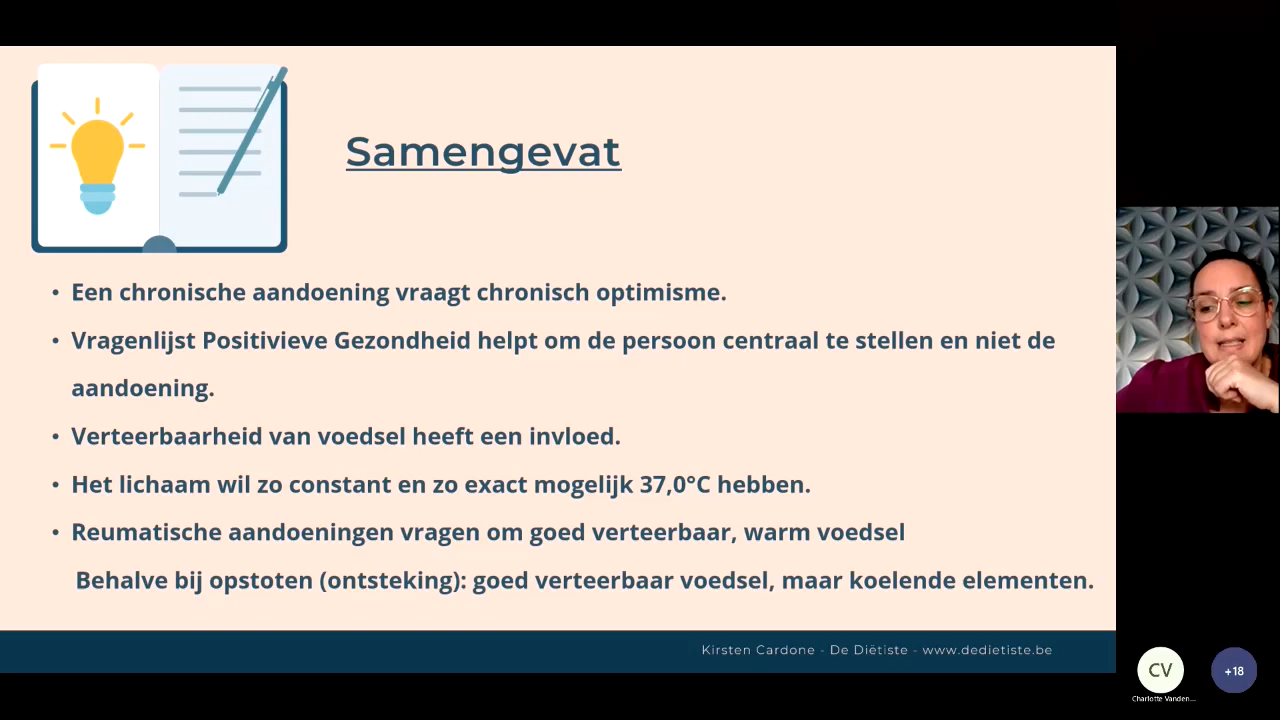 Samengevat
• Een chronische aandoening vraagt chronisch optimisme.
• Vragenlijst Positivieve Gezondheid helpt om de persoon centraal te stellen en niet de
aandoening.
• Verteerbaarheid van voedsel heeft een invloed.
• Het lichaam wil zo constant en zo exact mogelijk 37,0°C hebben.
• Reumatische aandoeningen vragen om goed verteerbaar, warm voedsel
Behalve bij opstoten (ontsteking): goed verteerbaar voedsel, maar koelende elementen.
Kirsten Cardone - De Diëtiste - www.dedietiste.be
CV
+18
Charlotte Vanden...